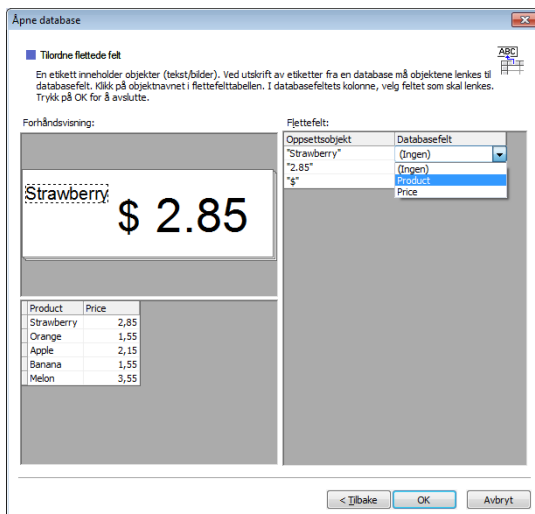 Åpne database
Tilordne flettede felt
ABC
En etikett inneholder objekter (tekst/bilder). Ved utskrift av etiketter fra en database må objektene lenkes til
databasefelt. Klikk på objektnavnet i flettefelttabellen. I databasefeltets kolonne, velg feltet som skal lenkes.
Trykk på OK for å avslutte.
Forhåndsvisning:
Strawberry
$ 2.85
Product Price
Strawberry 2,85
Orange 1,55
Apple 2,15
Banana 1,55
Melon 3,55
Flettefelt:
Oppsettsobjekt Databasefelt
"Strawberry" (Ingen)
"2.85" (Ingen)
"$" Product
Price
< Tilbake
OK
Avbryt